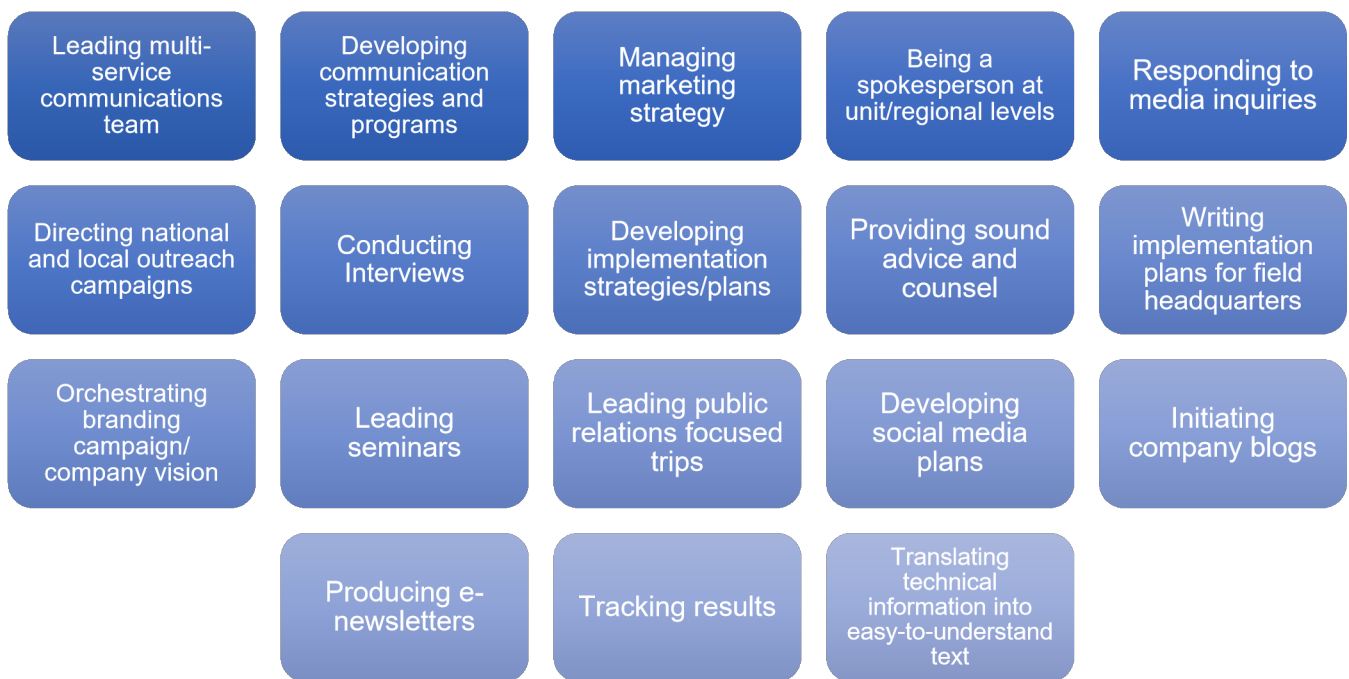 Leading multi-
service
communications
team
Developing
communication
strategies and
programs
Managing
marketing
strategy
Being a
spokesperson at
unit/regional levels
Responding to
media inquiries
Directing national
and local outreach
campaigns
Conducting
Interviews
Developing
implementation
strategies/plans
Providing sound
advice and
counsel
Writing
implementation
plans for field
headquarters
Orchestrating
branding
campaign/
company vision
Leading
seminars
Leading public
relations focused
trips
Developing
social media
plans
Initiating
company blogs
Producing e-
newsletters
Tracking results
Translating
technical
information into
easy-to-understand
text